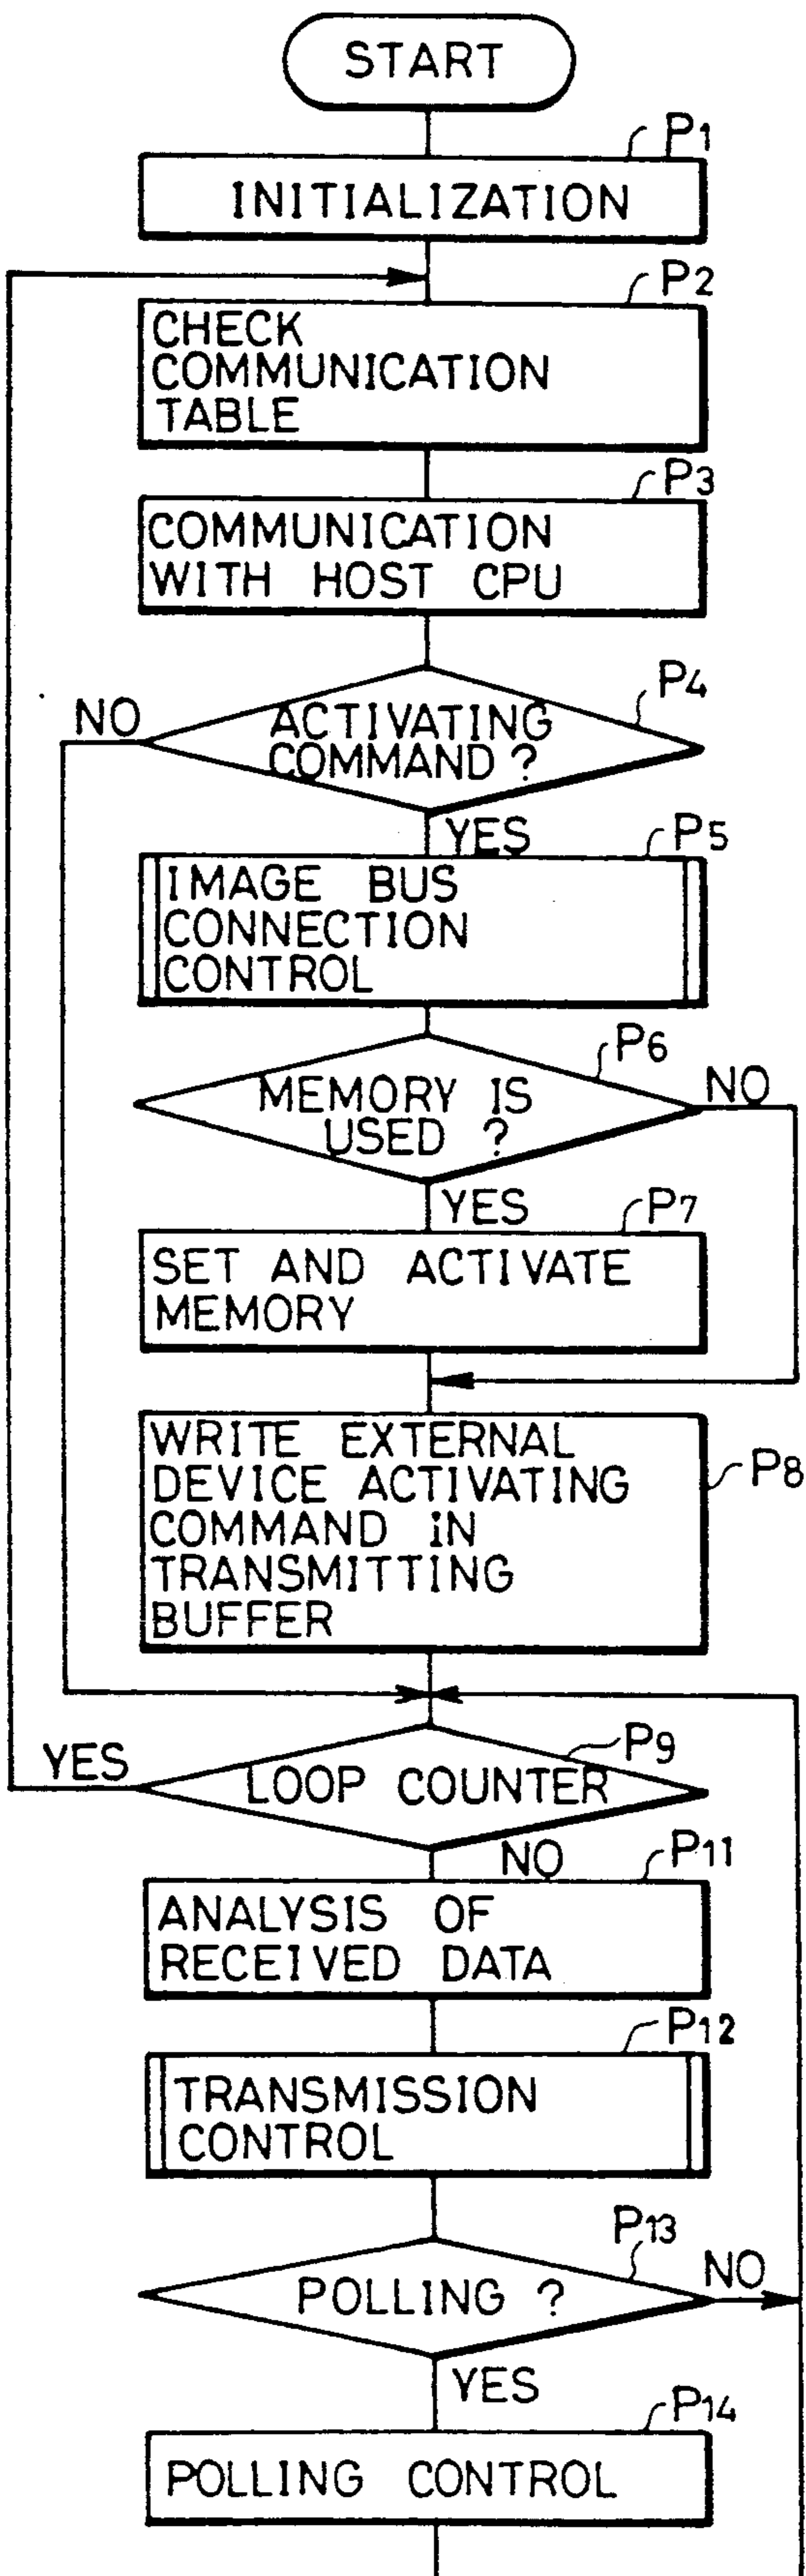 START
P1
INITIALIZATION
P2
CHECK
COMMUNICATION
TABLE
P3
COMMUNICATION
WITH HOST CPU
P4
NO
ACTIVATING
COMMAND ?
YES
P5
IMAGE BUS
CONNECTION
CONTROL
P6
NO
MEMORY IS
USED ?
YES
P7
SET AND ACTIVATE
MEMORY
WRITE EXTERNAL
DEVICE ACTIVATING
COMMAND IN
TRANSMITTING
BUFFER
P8
P9
YES
LOOP COUNTER
NO
P11
ANALYSIS OF
RECEIVED DATA
P12
TRANSMISSION
CONTROL
P13
NO
POLLING ?
YES
P14
POLLING CONTROL